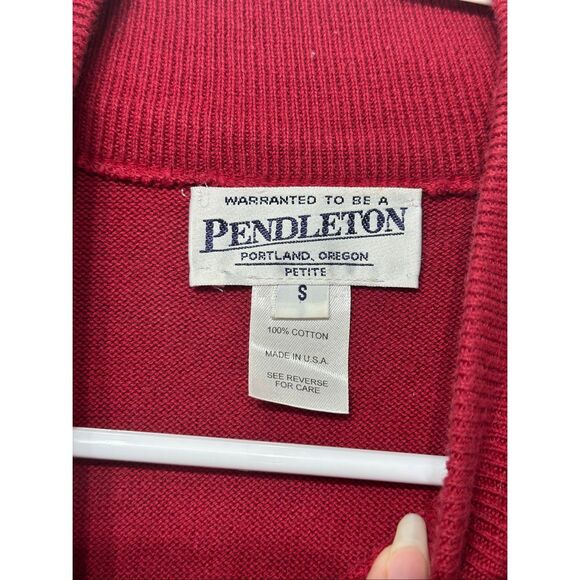 WARRANTED TO BE A
PENDLETON
PORTLAND, OREGON
PETITE
S
100% COTTON
MADE IN U.S.A.
SEE REVERSE
FOR CARE